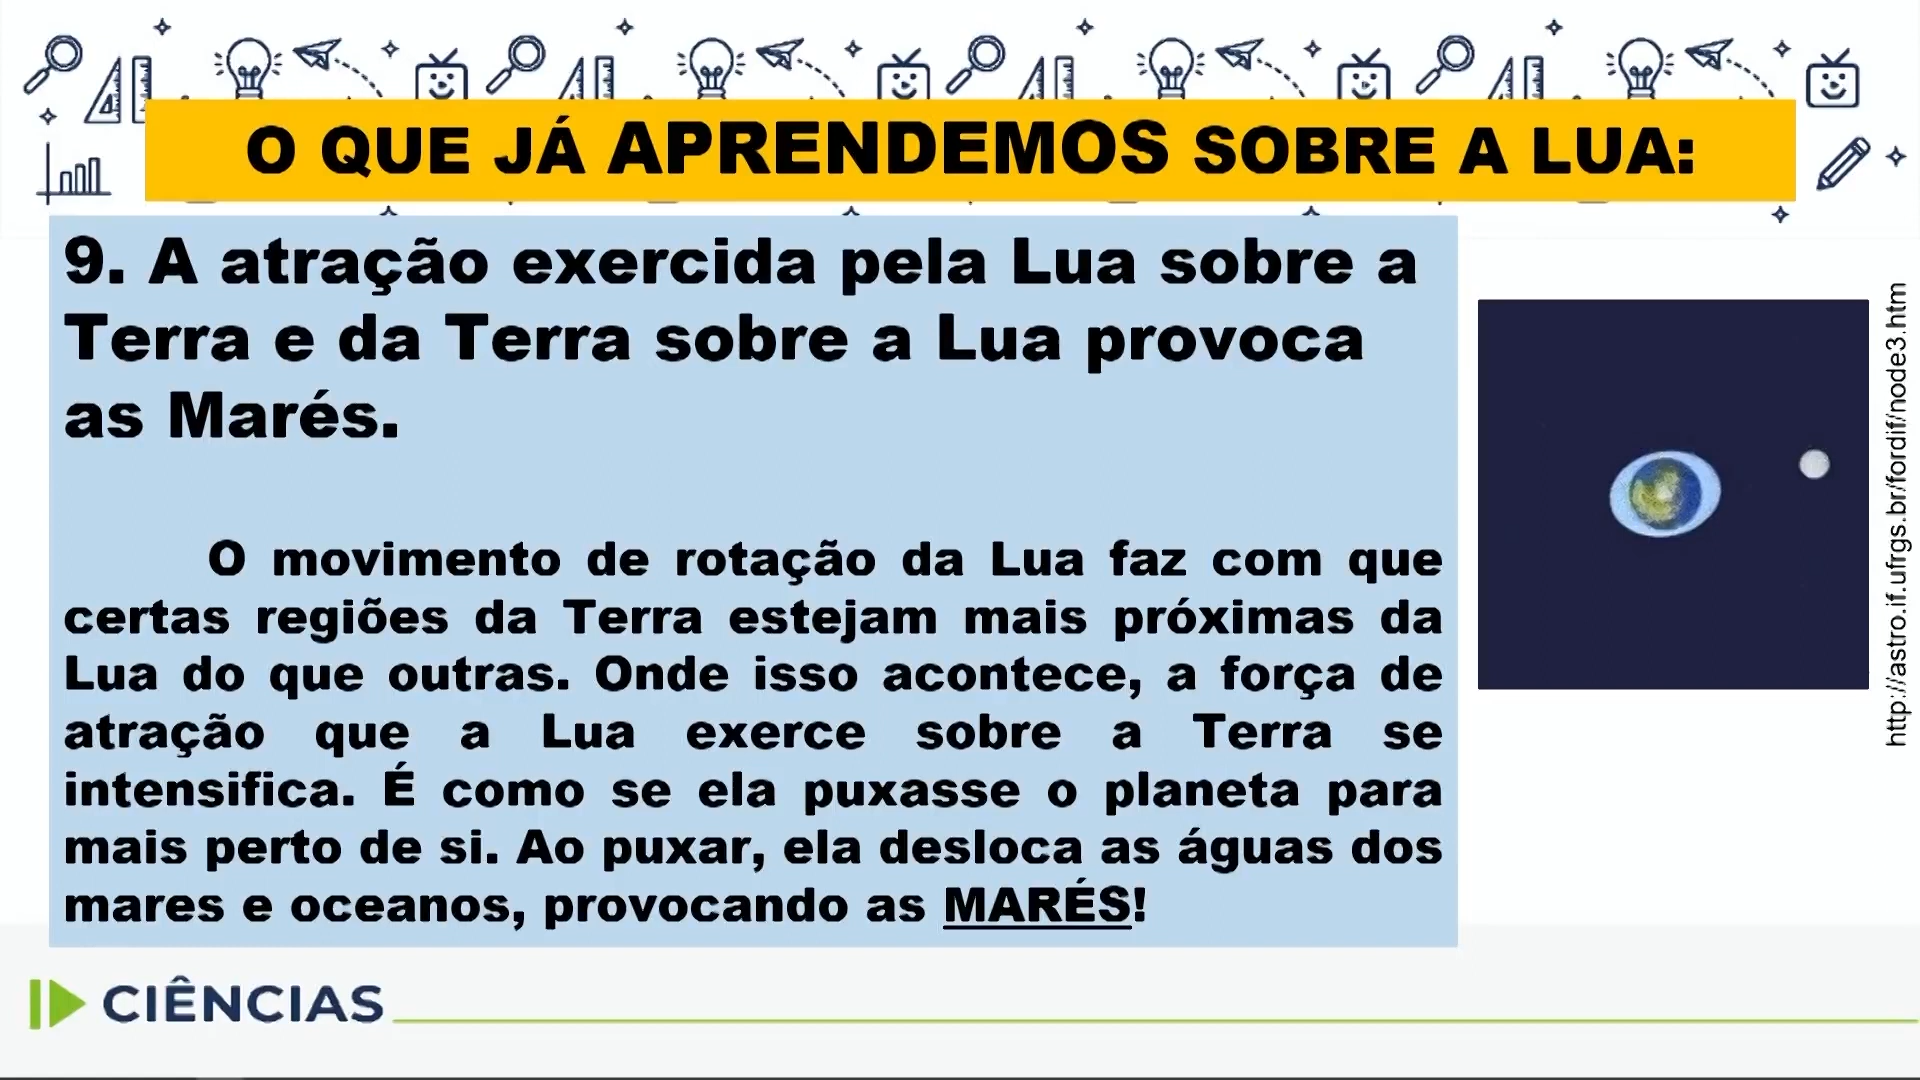 O QUE JÁ APRENDEMOS SOBRE A LUA:
9. A atração exercida pela Lua sobre a
Terra e da Terra sobre a Lua provoca
as Marés.
O movimento de rotação da Lua faz com que
certas regiões da Terra estejam mais próximas da
Lua do que outras. Onde isso acontece, a força de
atração que a Lua exerce sobre a Terra se
intensifica. É como se ela puxasse o planeta para
mais perto de si. Ao puxar, ela desloca as águas dos
mares e oceanos, provocando as MARÉS!
http://astro.if.ufrgs.br/fordif/node3.htm
CIÊNCIAS